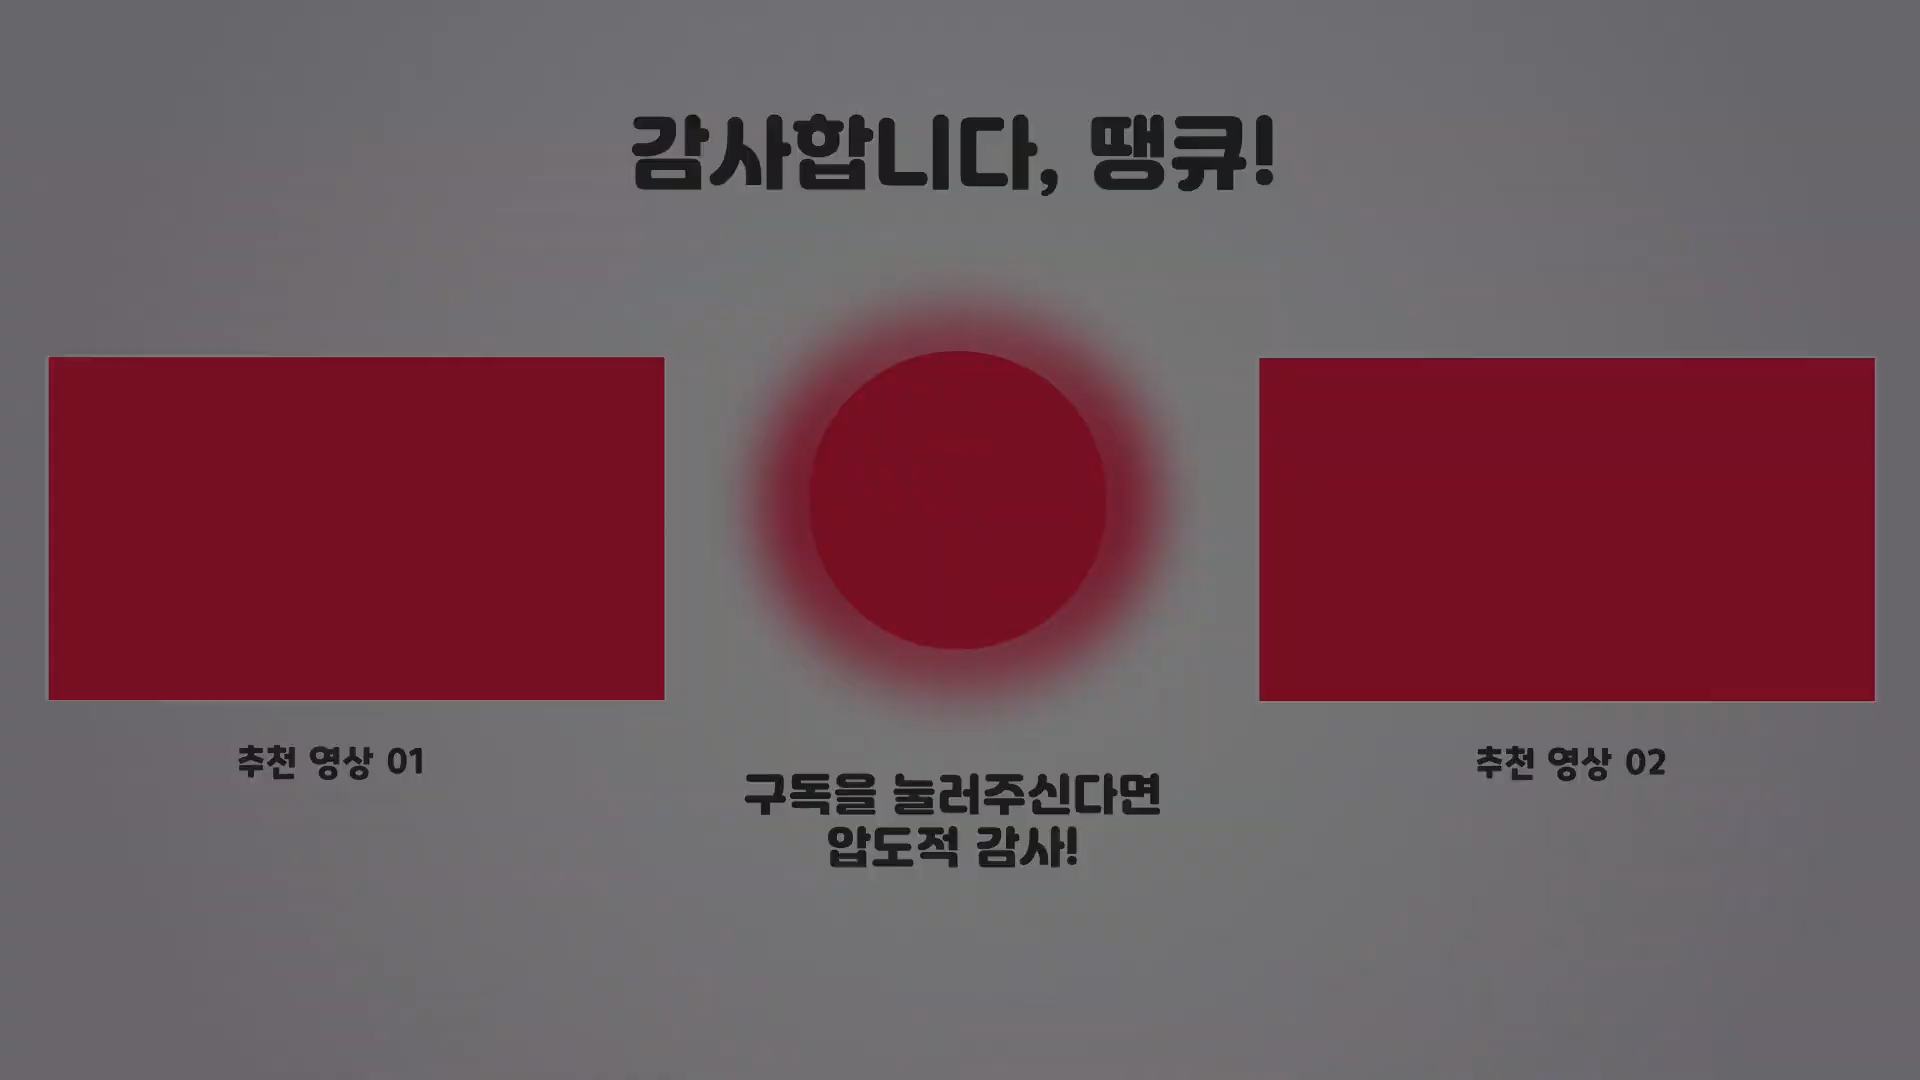 감사합니다, 땡큐!
추천 영상 01
구독을 눌러주신다면
압도적 감사!
추천 영상 02